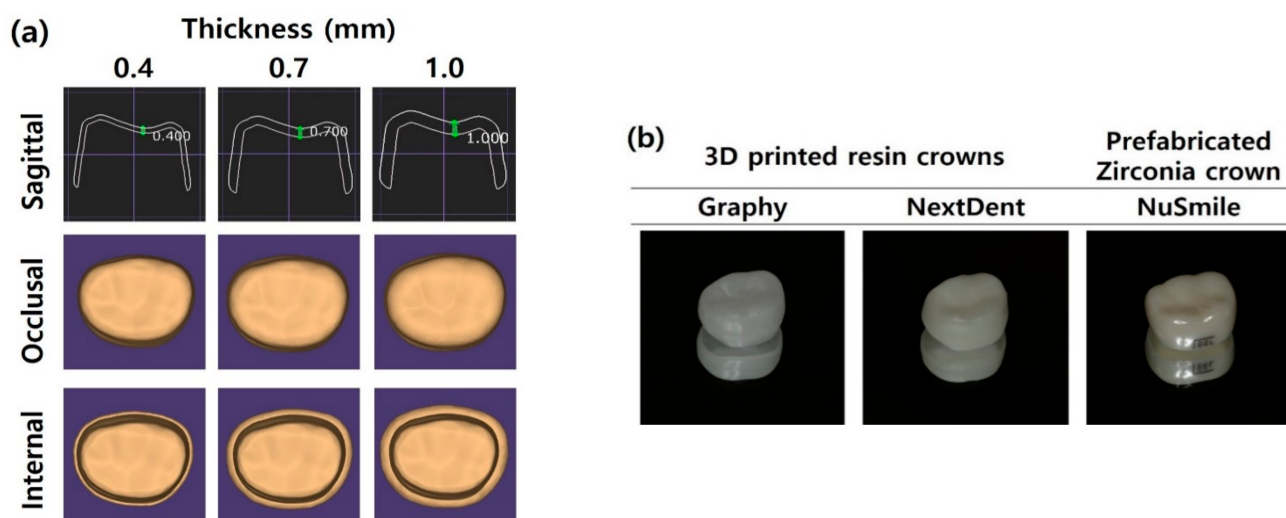 (a)
Thickness (mm)
0.4 0.7 1.0
Sagittal
0.400 0.700 1.000
Occlusal
Internal
(b)
3D printed resin crowns
Prefabricated
Zirconia crown
Graphy NextDent NuSmile